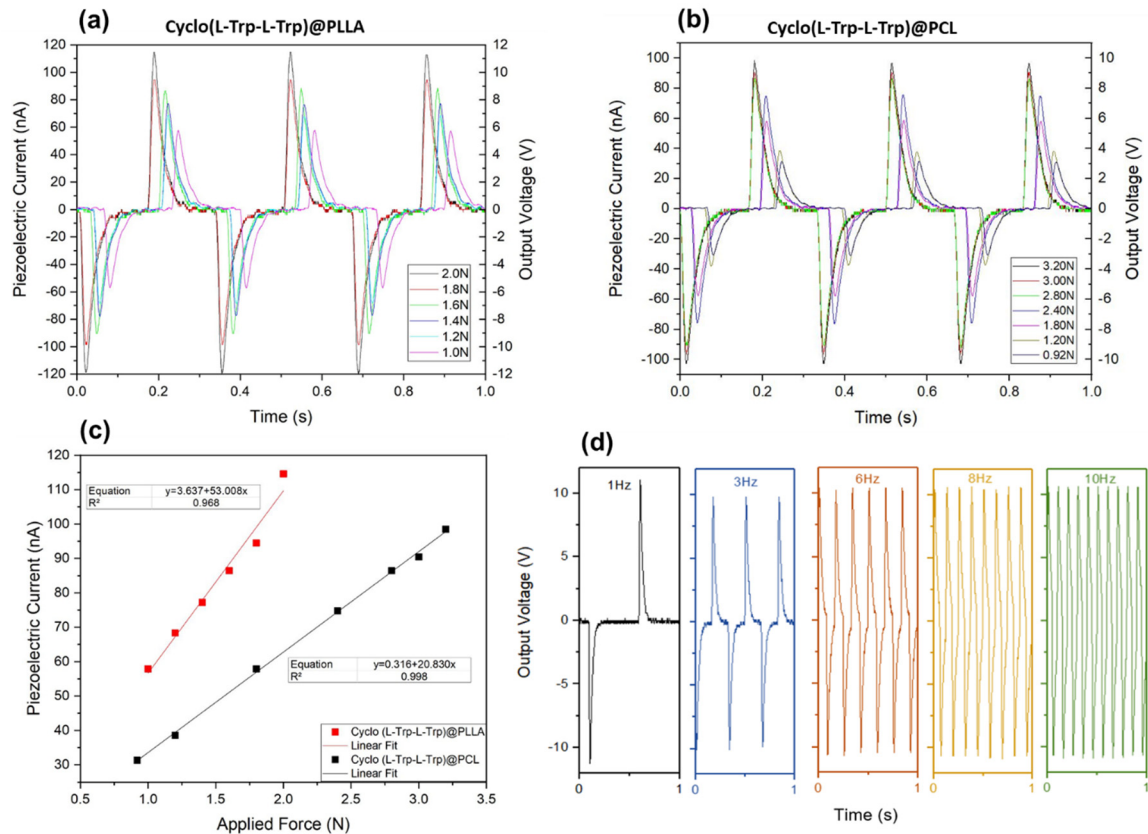 (a)
Cyclo(L-Trp-L-Trp)@PLLA
Piezoelectric Current (nA)
120
100
80
60
40
20
0
-20
-40
-60
-80
-100
-120
12
10
8
6
4
2
0
-2
-4
-6
-8
-10
-12
Output Voltage (V)
2.0N
1.8N
1.6N
1.4N
1.2N
1.0N
0.0 0.2 0.4 0.6 0.8 1.0
Time (s)
(b)
Cyclo(L-Trp-L-Trp)@PCL
Piezoelectric Current (nA)
100
80
60
40
20
0
-20
-40
-60
-80
-100
10
8
6
4
2
0
-2
-4
-6
-8
-10
Output Voltage (V)
3.20N
3.00N
2.80N
2.40N
1.80N
1.20N
0.92N
0.0 0.2 0.4 0.6 0.8 1.0
Time (s)
(c)
Piezoelectric Current (nA)
120
110
100
90
80
70
60
50
40
30
Equation y=3.637+53.008x
R² 0.968
Equation y=0.316+20.830x
R² 0.998
Cyclo (L-Trp-L-Trp)@PLLA
Linear Fit
Cyclo (L-Trp-L-Trp)@PCL
Linear Fit
0.5 1.0 1.5 2.0 2.5 3.0 3.5
Applied Force (N)
(d)
Output Voltage (V)
10
5
0
-5
-10
1Hz
3Hz
6Hz
8Hz
10Hz
0 1 0 1 0 1 0 1 0 1
Time (s)